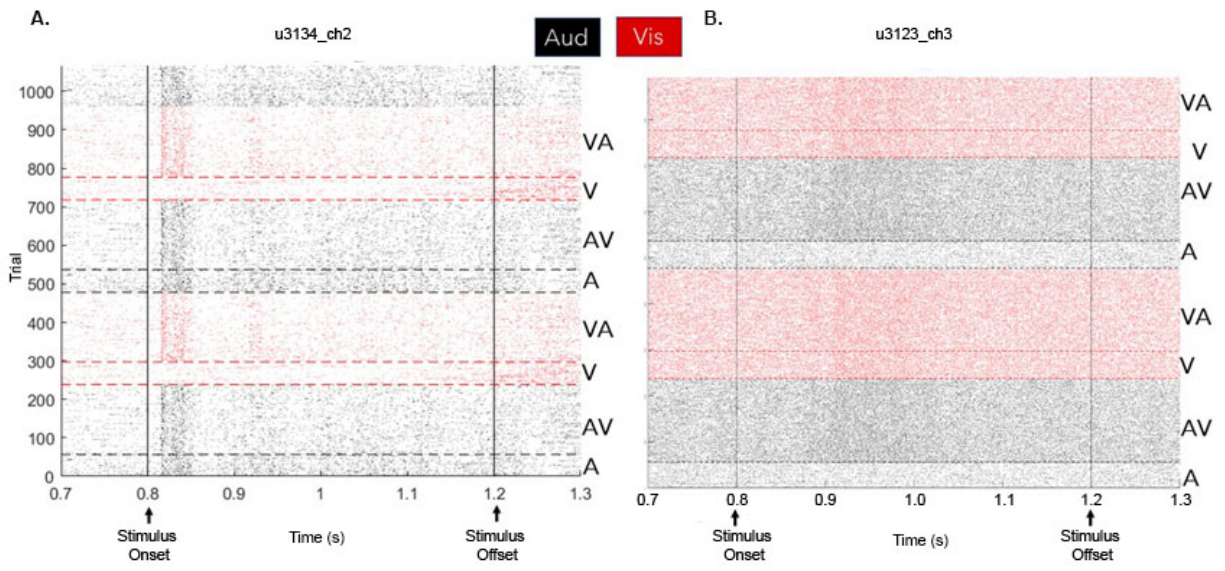 A.
u3134_ch2
Aud
Vis
B.
u3123_ch3
1000
900
800
700
600
500
400
300
200
100
0
Trial
VA
V
AV
A
VA
V
AV
A
0.7 0.8 0.9 1 1.1 1.2 1.3
Stimulus
Onset
Time (s)
Stimulus
Offset
VA
V
AV
A
VA
V
AV
A
0.7 0.8 0.9 1.0 1.1 1.2 1.3
Stimulus
Onset
Time (s)
Stimulus
Offset